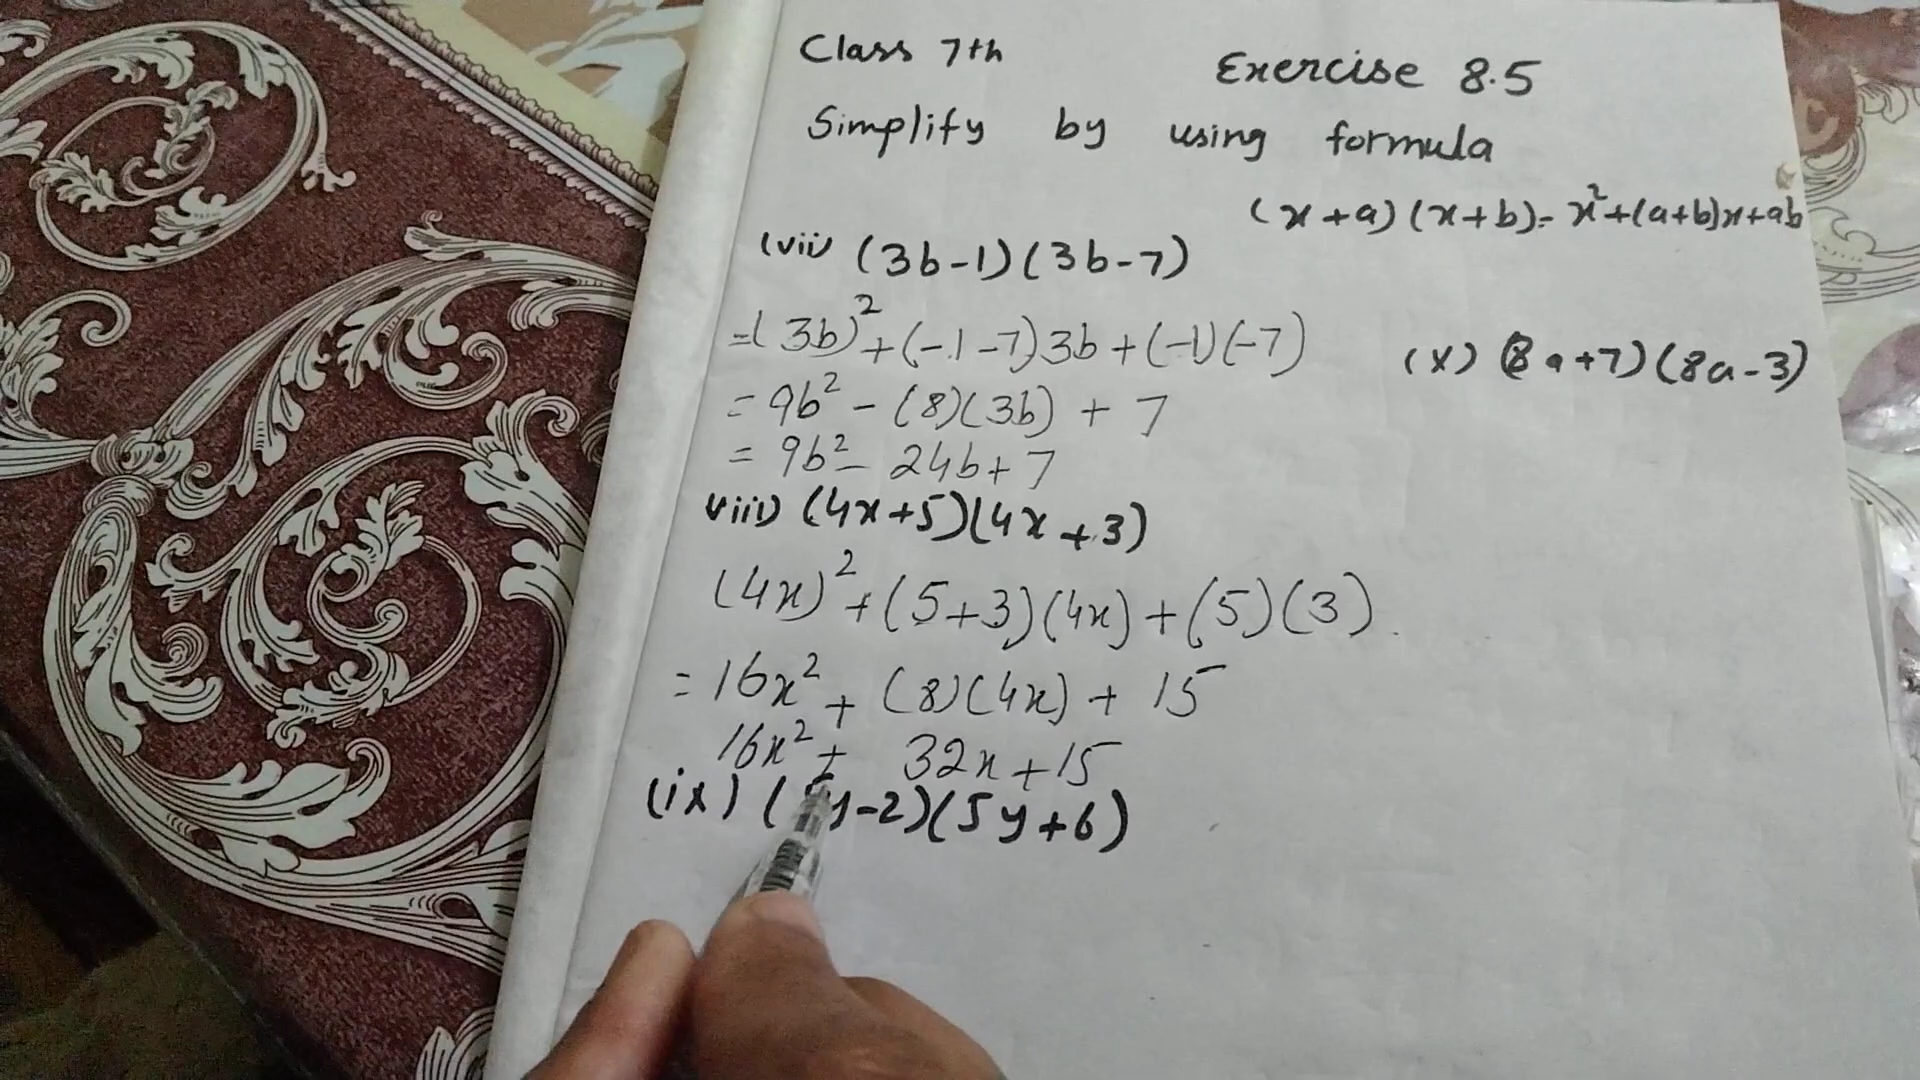 Class 7th Exercise 8.5
Simplify by using formula
(x+a)(x+b)= x²+(a+b)x+ab
(vii) (3b-1)(3b-7)
=(3b)²+(-1-7)3b+(-1)(-7)
(x) (8a+7)(8a-3)
= 9b² - (8)(3b) + 7
= 9b² - 24b+7
viii) (4x+5)(4x+3)
(4x)²+(5+3)(4x)+(5)(3)
= 16x² + (8)(4x) + 15
16x² + 32x+15
(ix) (5y-2)(5y+6)